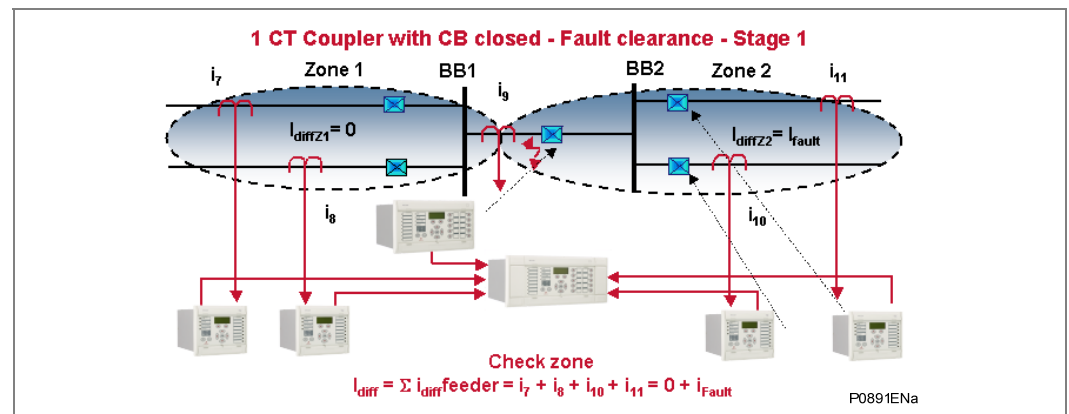 1 CT Coupler with CB closed - Fault clearance - Stage 1
i7 Zone 1 BB1 i9 BB2 Zone 2 i11
IdiffZ1= 0 IdiffZ2= Ifault
i8 i10
Check zone
Idiff = Σ idifffeeder = i7 + i8 + i10 + i11 = 0 + iFault
P0891ENa